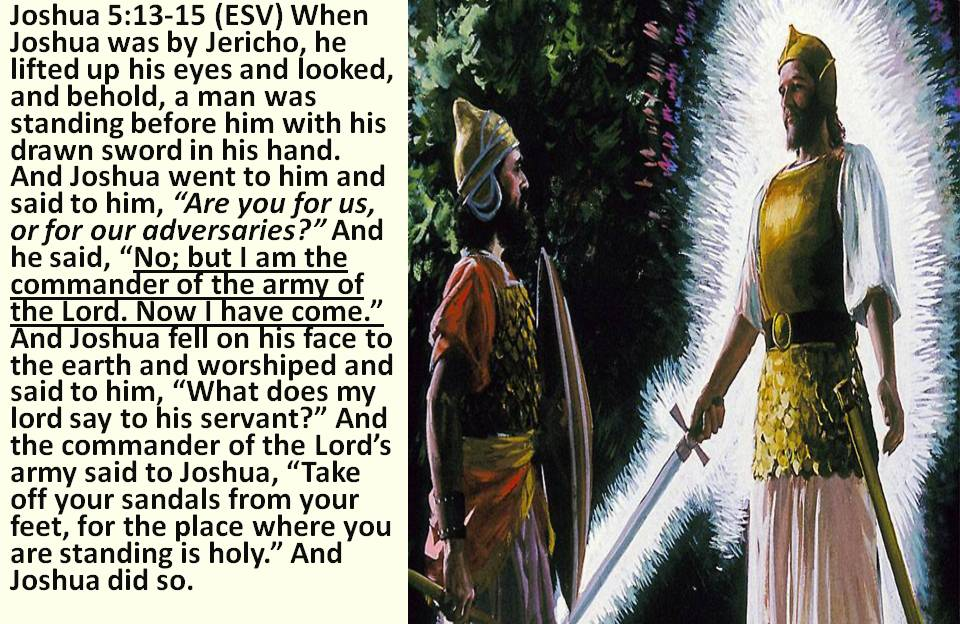 Joshua 5:13-15 (ESV) When
Joshua was by Jericho, he
lifted up his eyes and looked,
and behold, a man was
standing before him with his
drawn sword in his hand.
And Joshua went to him and
said to him, “Are you for us,
or for our adversaries?” And
he said, “No; but I am the
commander of the army of
the Lord. Now I have come.”
And Joshua fell on his face to
the earth and worshiped and
said to him, “What does my
lord say to his servant?” And
the commander of the Lord’s
army said to Joshua, “Take
off your sandals from your
feet, for the place where you
are standing is holy.” And
Joshua did so.